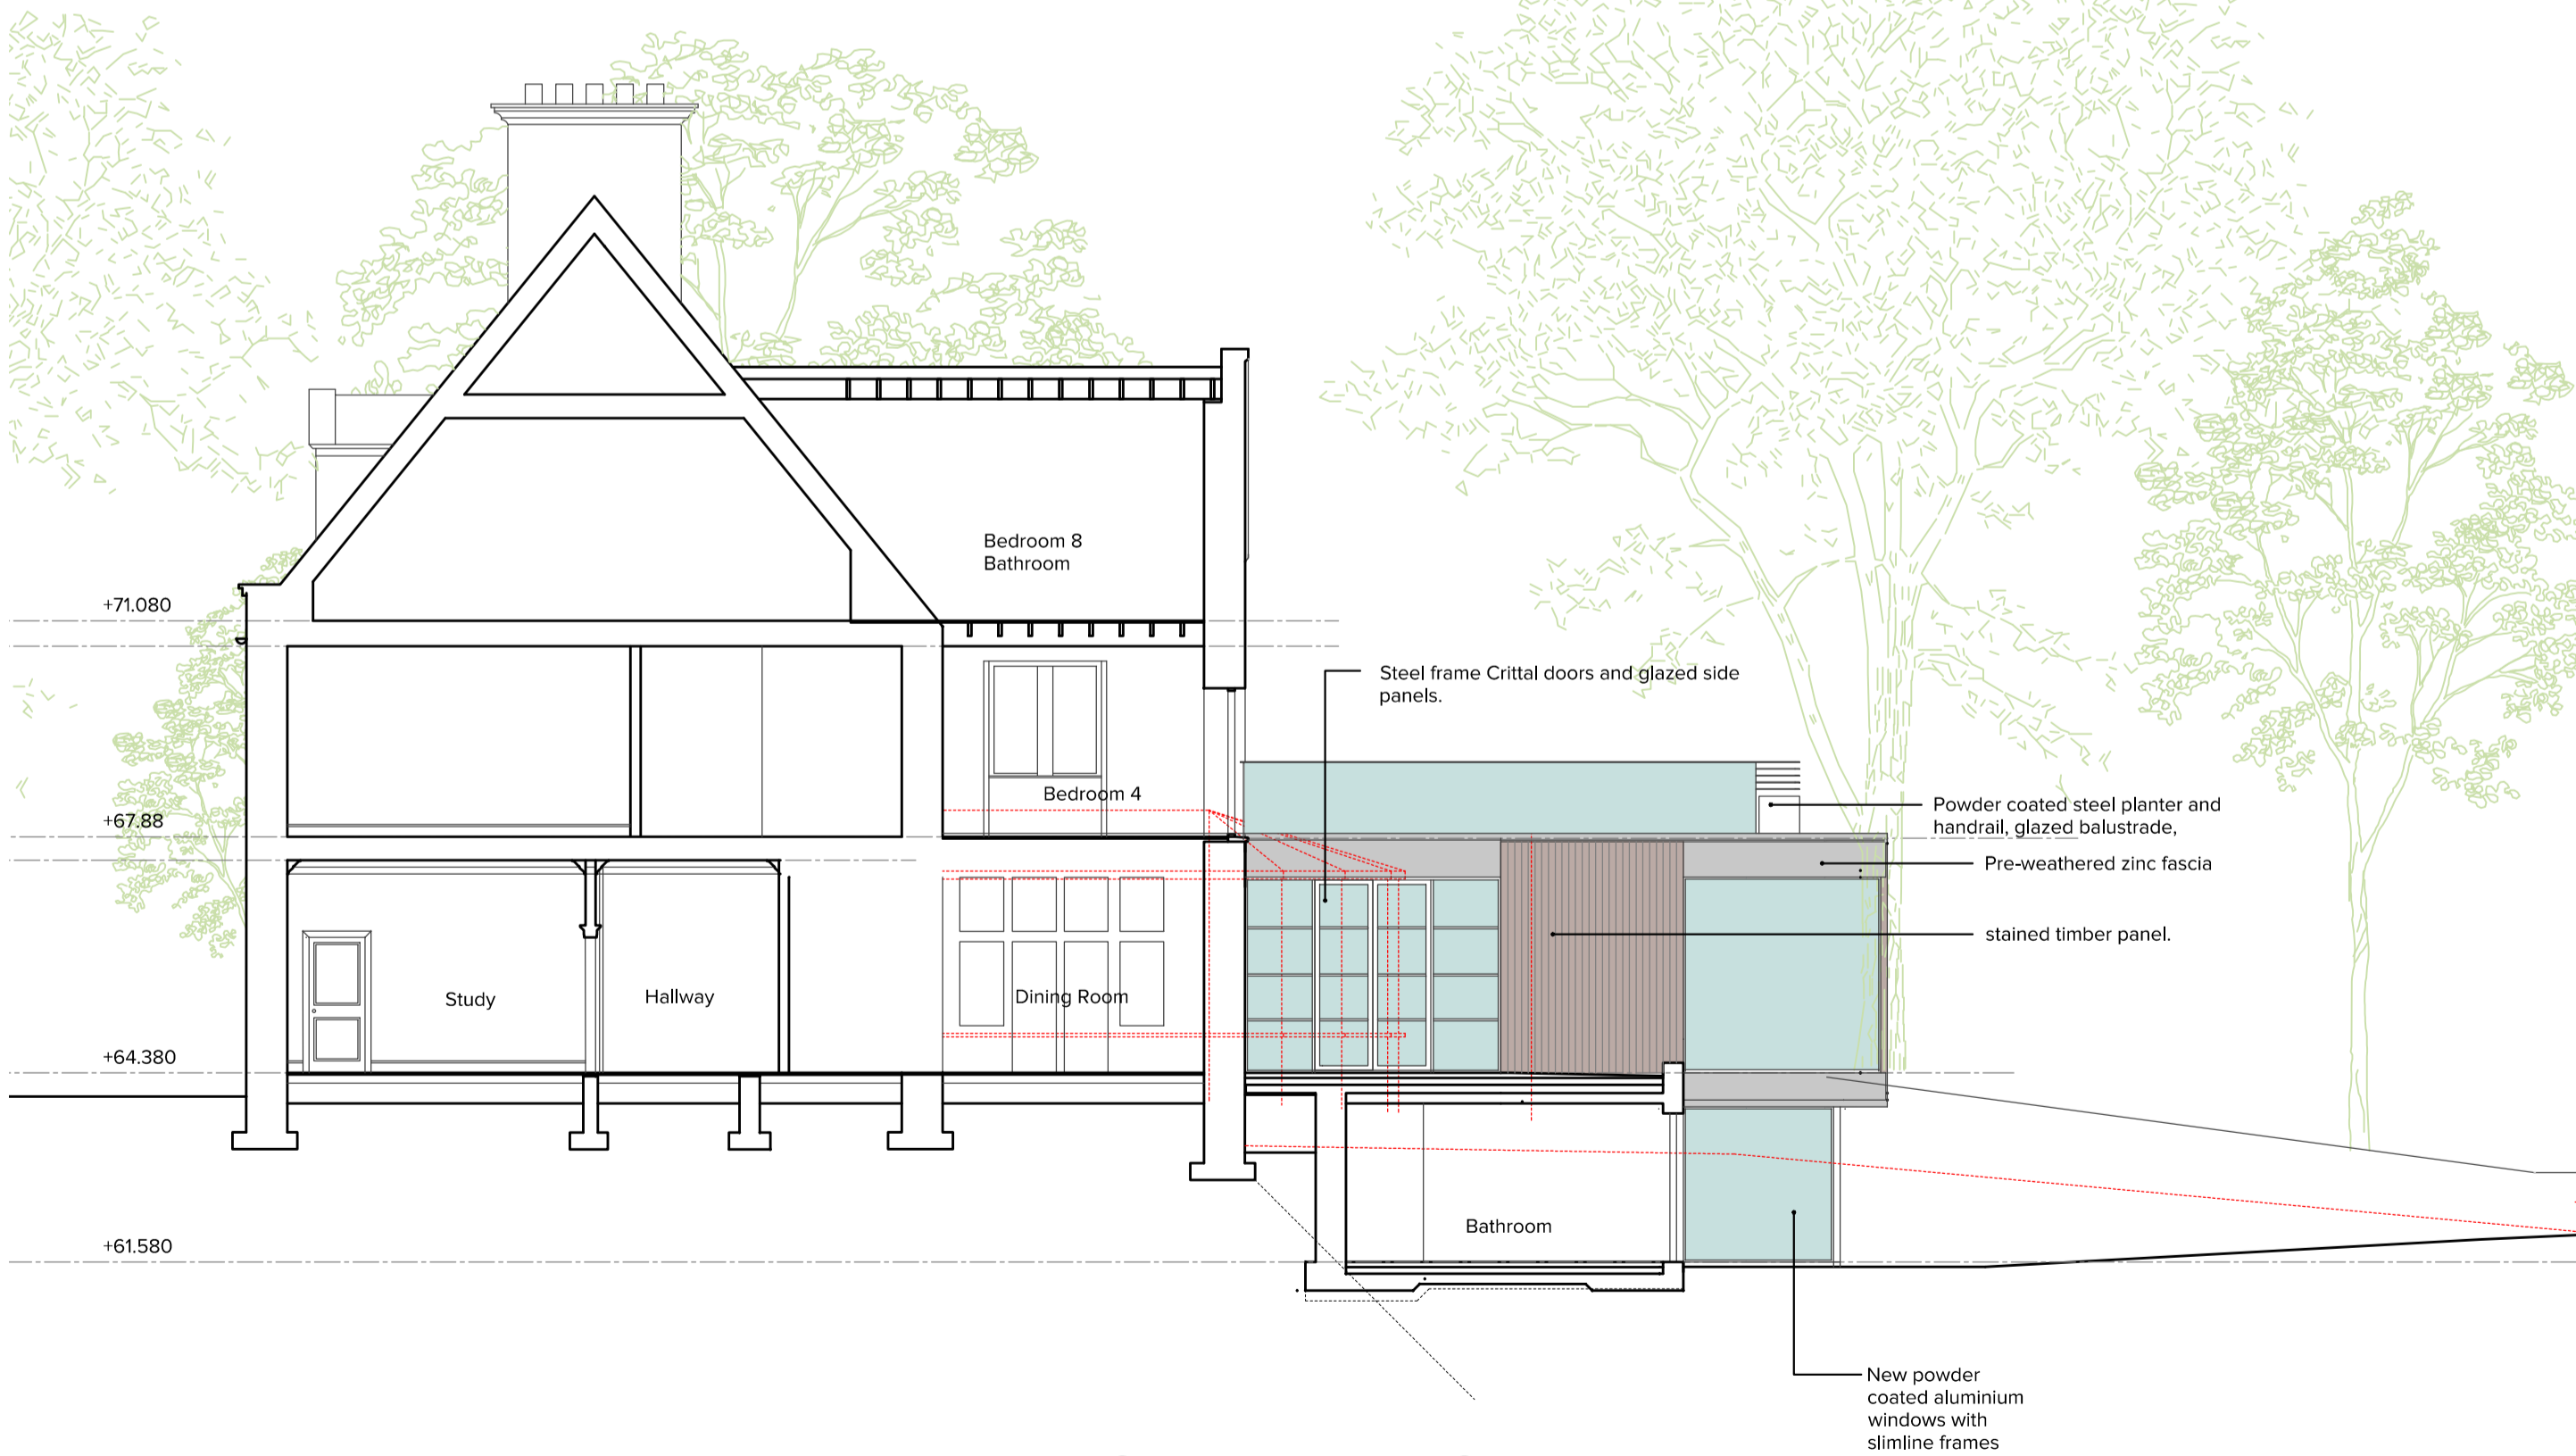 Bedroom 8
Bathroom
+71.080
Steel frame Crittal doors and glazed side
panels.
Bedroom 4
+67.88
Powder coated steel planter and
handrail, glazed balustrade,
Pre-weathered zinc fascia
stained timber panel.
Study
Hallway
Dining Room
+64.380
Bathroom
+61.580
New powder
coated aluminium
windows with
slimline frames